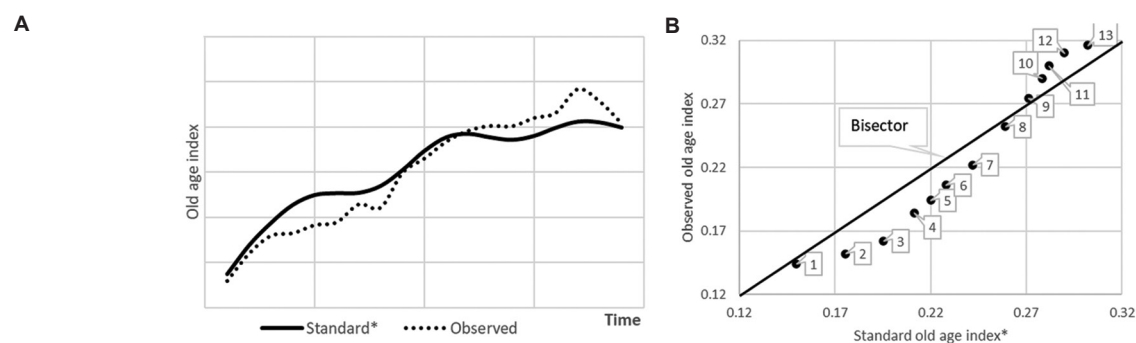 A
Old age index
Time
Standard*
Observed
B
Observed old age index
0.32
0.27
0.22
0.17
0.12
Bisector
1
2
3
4
5
6
7
8
9
10
11
12
13
0.12
0.17
0.22
0.27
0.32
Standard old age index*